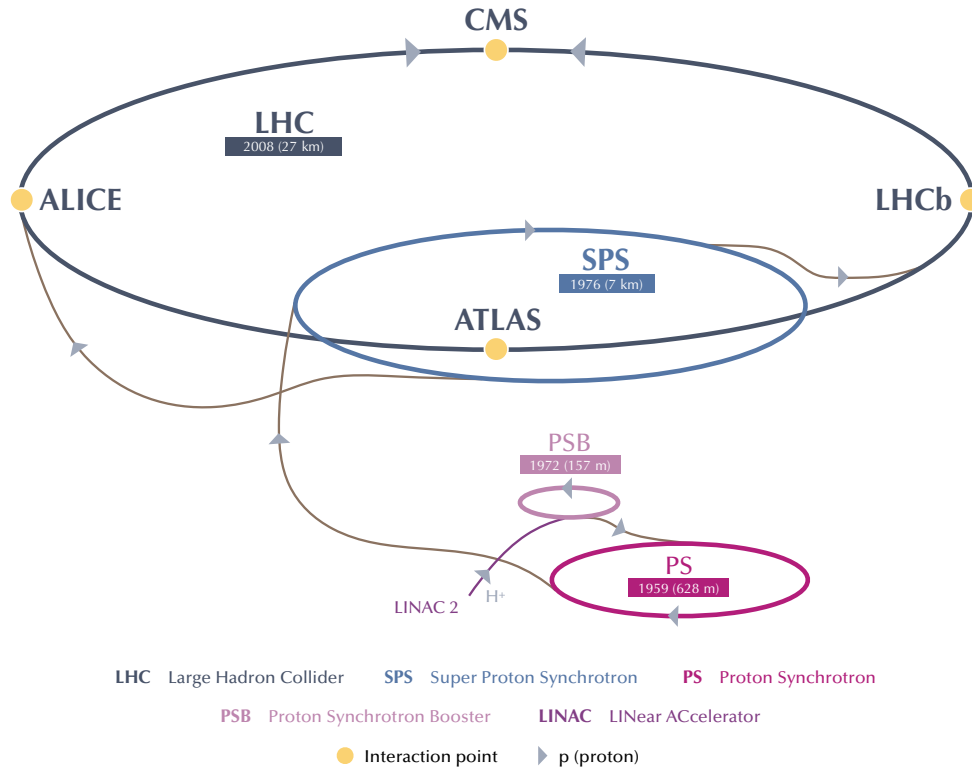 CMS
LHC
2008 (27 km)
ALICE
LHCb
SPS
1976 (7 km)
ATLAS
PSB
1972 (157 m)
PS
1959 (628 m)
LINAC 2
H+
LHC Large Hadron Collider SPS Super Proton Synchrotron PS Proton Synchrotron
PSB Proton Synchrotron Booster LINAC LINear ACcelerator
Interaction point p (proton)